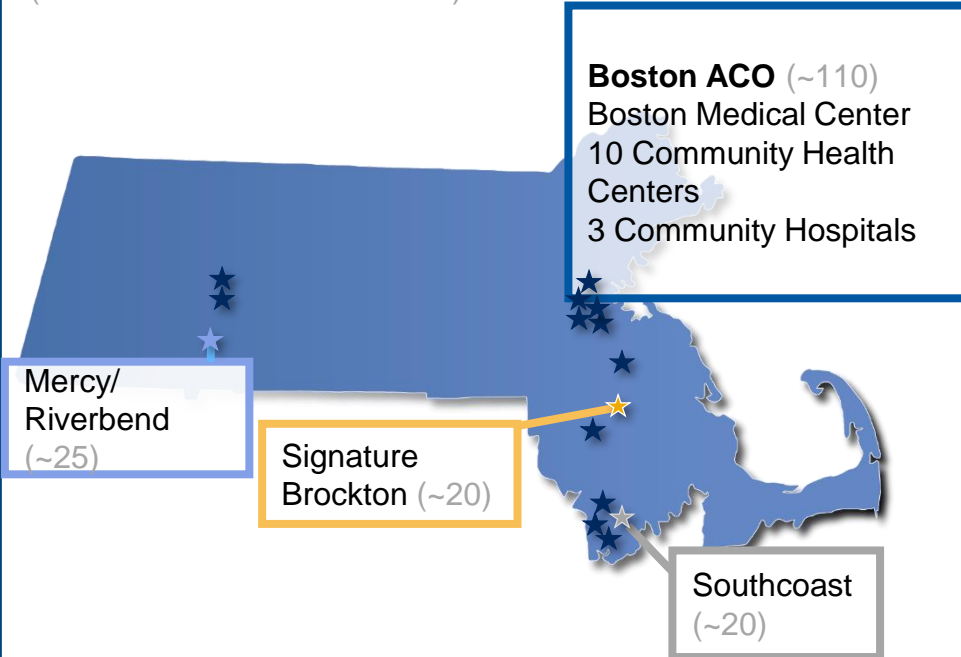 Boston ACO (~110)
Boston Medical Center
10 Community Health
Centers
3 Community Hospitals
Mercy/
Riverbend
(~25)
Signature
Brockton (~20)
Southcoast
(~20)